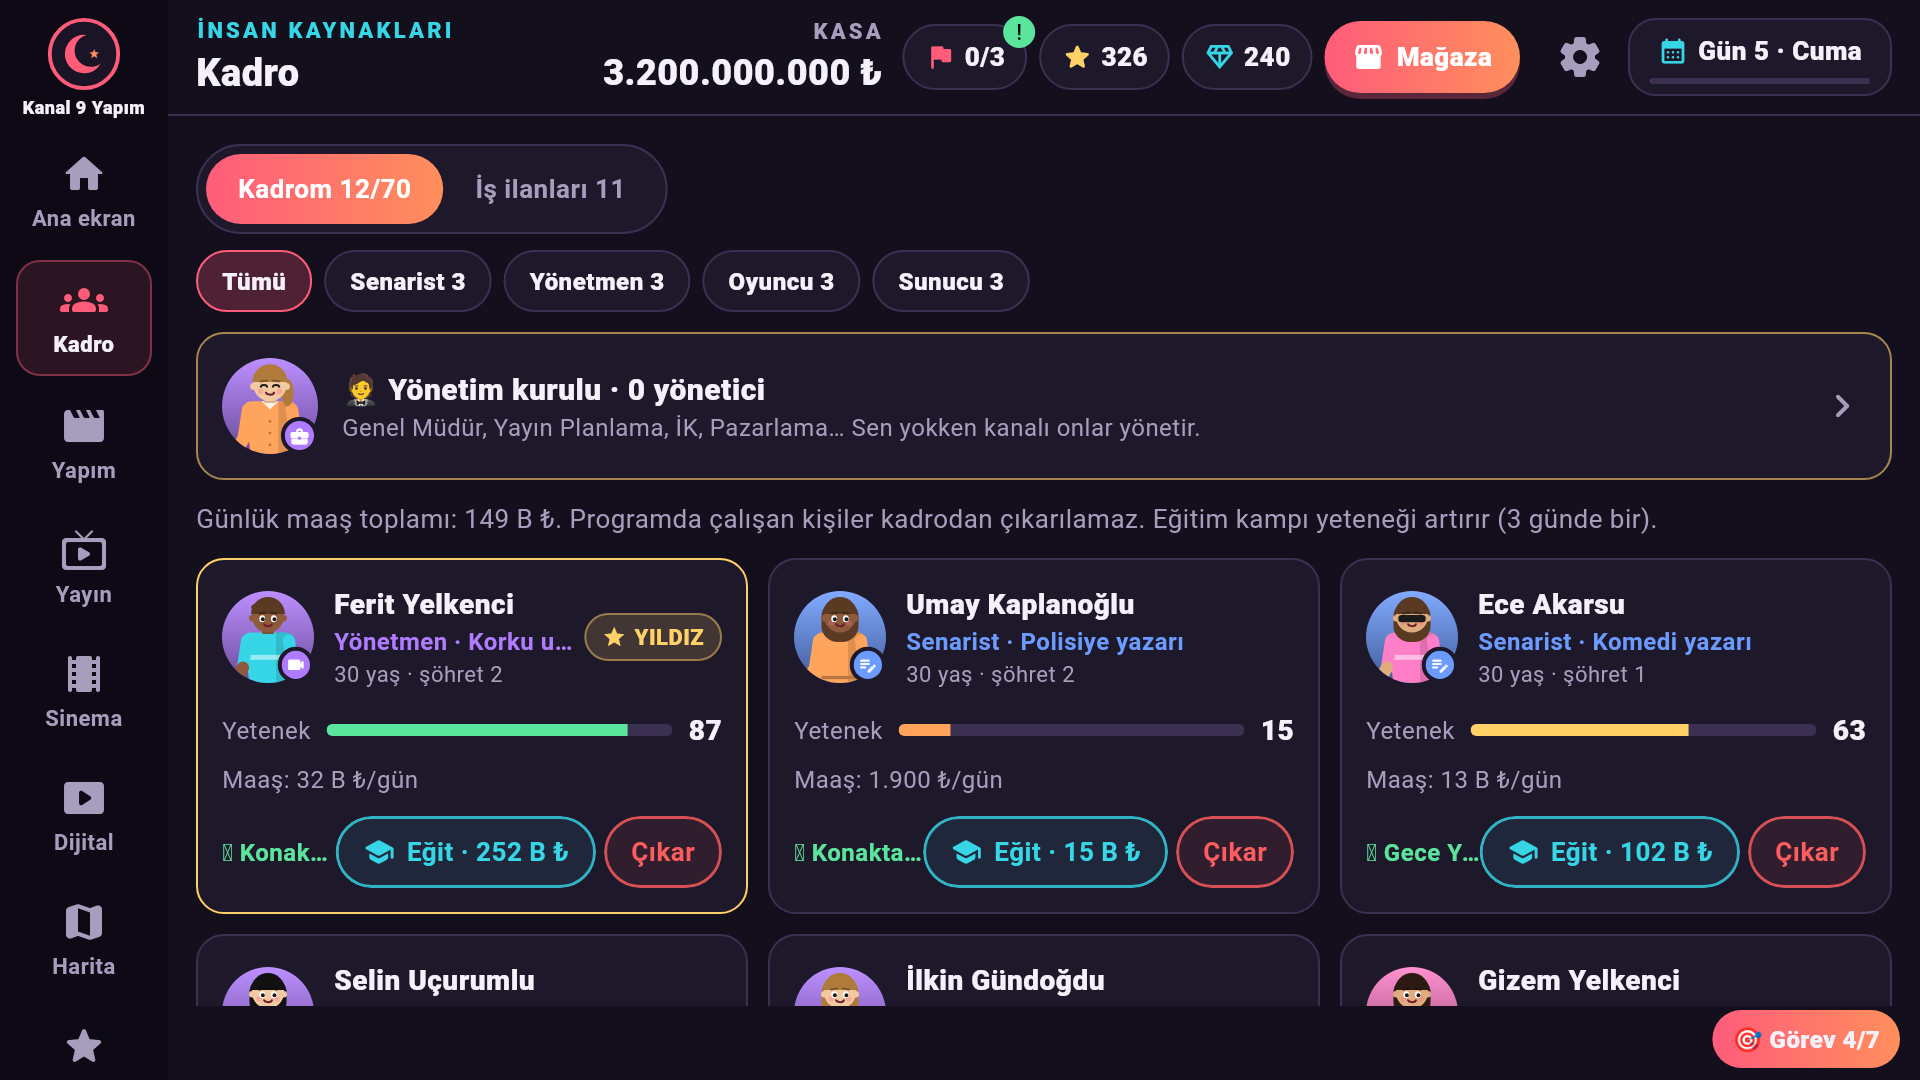 Kanal 9 Yapım
Ana ekran
Kadro
Yapım
Yayın
Sinema
Dijital
Harita
İNSAN KAYNAKLARI
Kadro
KASA
3.200.000.000 ₺
0/3
!
326
240
Mağaza
Gün 5 · Cuma
Kadrom 12/70
İş ilanları 11
Tümü
Senarist 3
Yönetmen 3
Oyuncu 3
Sunucu 3
Yönetim kurulu · 0 yönetici
Genel Müdür, Yayın Planlama, İK, Pazarlama… Sen yokken kanalı onlar yönetir.
Günlük maaş toplamı: 149 B ₺. Programda çalışan kişiler kadrodan çıkarılamaz. Eğitim kampı yeteneği artırır (3 günde bir).
Ferit Yelkenci
Yönetmen · Korku u…
30 yaş · şöhret 2
YILDIZ
Yetenek 87
Maaş: 32 B ₺/gün
Konak…
Eğit · 252 B ₺
Çıkar
Umay Kaplanoğlu
Senarist · Polisiye yazarı
30 yaş · şöhret 2
Yetenek 15
Maaş: 1.900 ₺/gün
Konakta…
Eğit · 15 B ₺
Çıkar
Ece Akarsu
Senarist · Komedi yazarı
30 yaş · şöhret 1
Yetenek 63
Maaş: 13 B ₺/gün
Gece Y…
Eğit · 102 B ₺
Çıkar
Selin Uçurumlu
İlkin Gündoğdu
Gizem Yelkenci
Görev 4/7